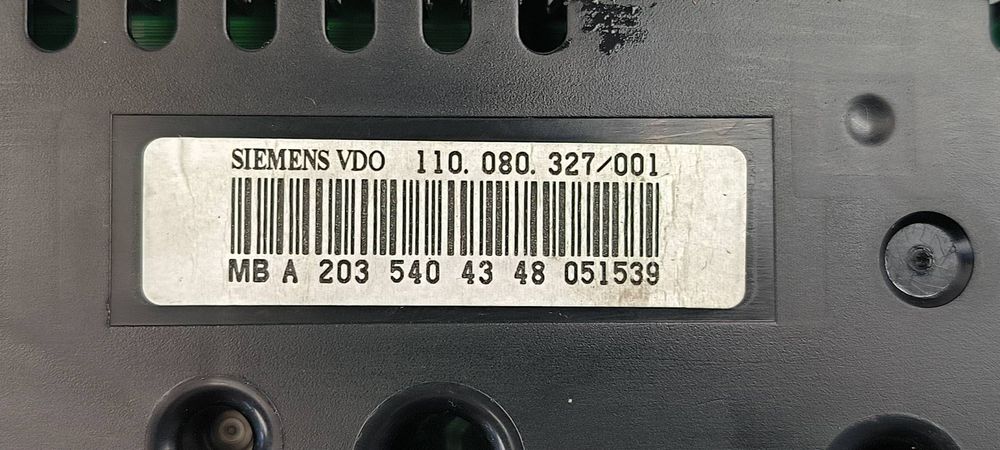 SIEMENS VDO 110. 080. 327/001
MB A 203 540 43 48 051539